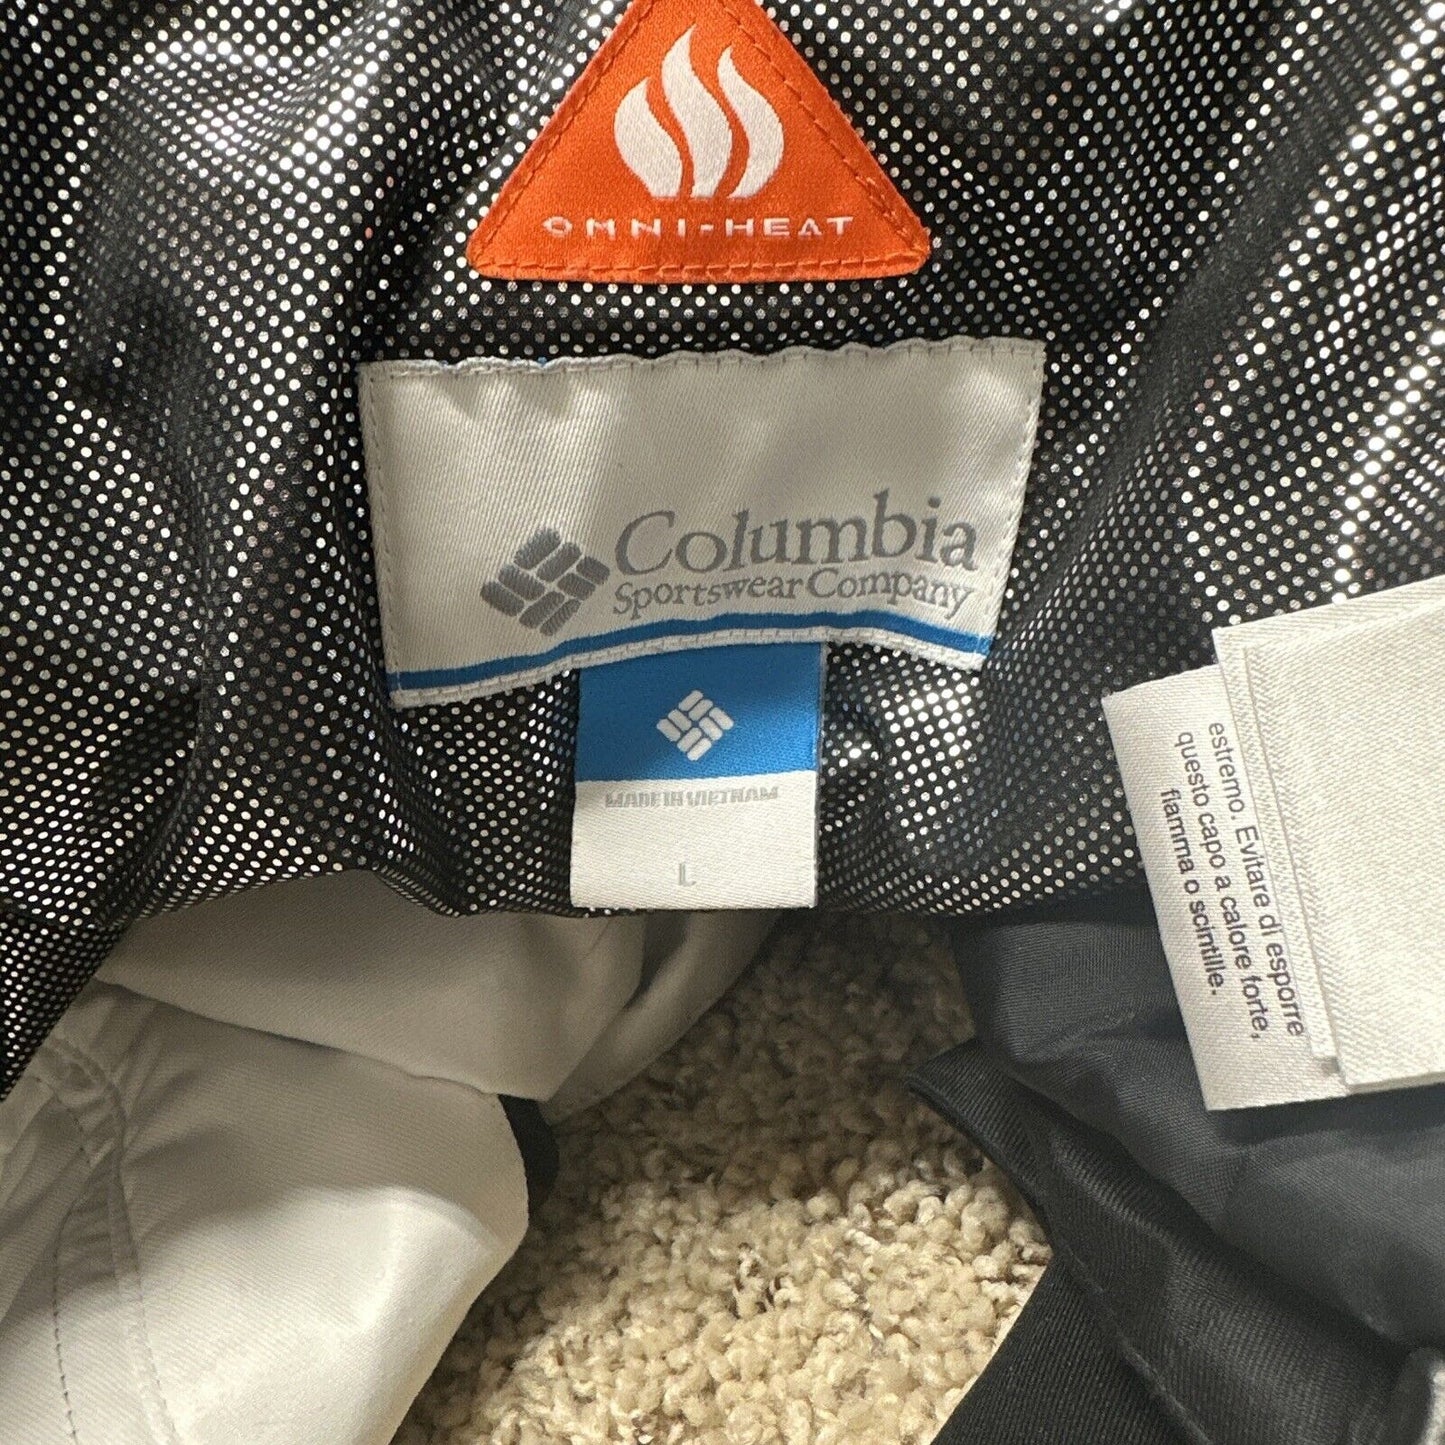 OMNI-HEAT
Columbia
Sportswear Company
MADE IN VIETNAM
L
estremo. Evitare di esporre
questo capo a calore forte,
fiamma o scintille.